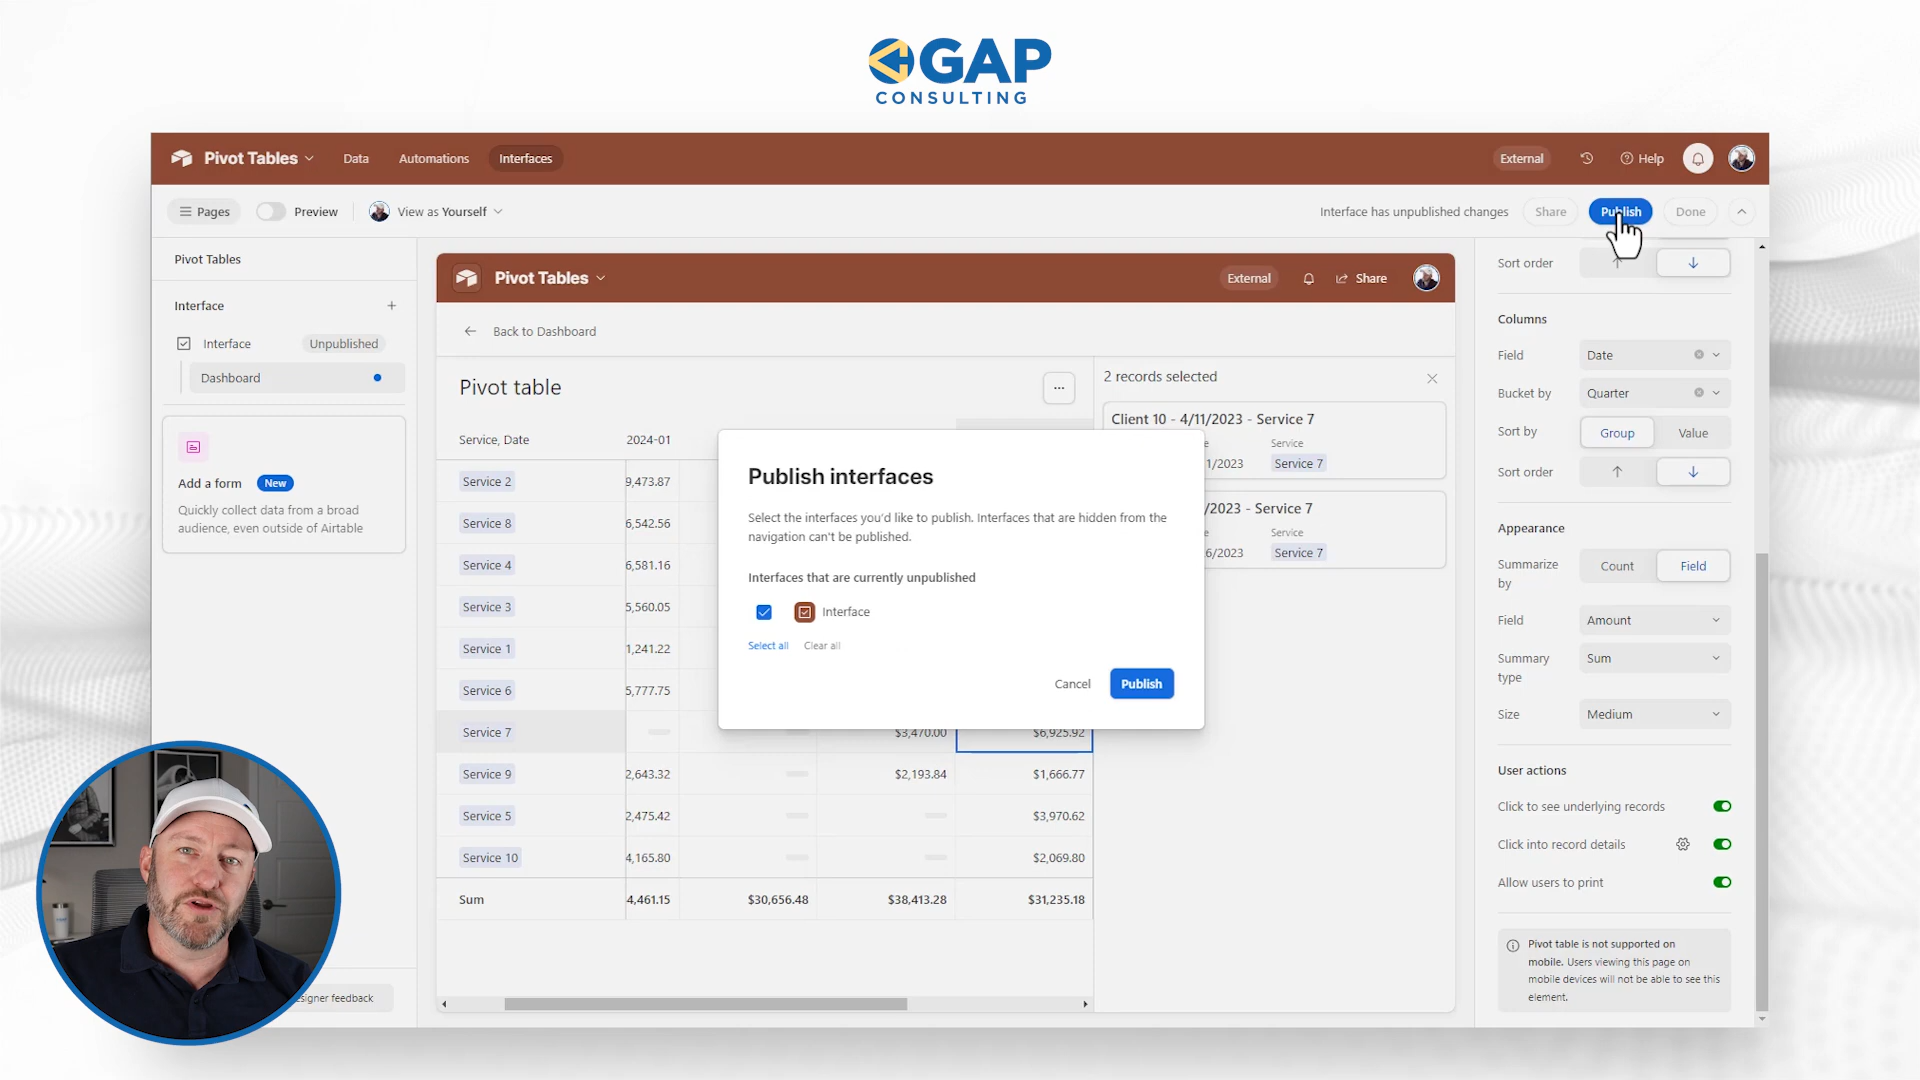 GAP
CONSULTING
Pivot Tables
Data
Automations
Interfaces
External
Help
Pages
Preview
View as Yourself
Interface has unpublished changes
Share
Publish
Done
Pivot Tables
Interface
Interface
Unpublished
Dashboard
Add a form
New
Quickly collect data from a broad
audience, even outside of Airtable
signer feedback
Pivot Tables
External
Share
Back to Dashboard
Pivot table
...
Service, Date
2024-01
Service 2
9,473.87
Service 8
6,542.56
Service 4
6,581.16
Service 3
5,560.05
Service 1
1,241.22
Service 6
5,777.75
Service 7
$3,470.00
$6,925.92
Service 9
2,643.32
$2,193.84
$1,666.77
Service 5
2,475.42
$3,970.62
Service 10
4,165.80
$2,069.80
Sum
4,461.15
$30,656.48
$38,413.28
$31,235.18
2 records selected
Client 10 - 4/11/2023 - Service 7
Service
1/2023
Service 7
/2023 - Service 7
Service
6/2023
Service 7
Publish interfaces
Select the interfaces you'd like to publish. Interfaces that are hidden from the
navigation can't be published.
Interfaces that are currently unpublished
Interface
Select all
Clear all
Cancel
Publish
Sort order
Columns
Field
Date
Bucket by
Quarter
Sort by
Group
Value
Sort order
Appearance
Summarize
by
Count
Field
Field
Amount
Summary
type
Sum
Size
Medium
User actions
Click to see underlying records
Click into record details
Allow users to print
Pivot table is not supported on
mobile. Users viewing this page on
mobile devices will not be able to see this
element.